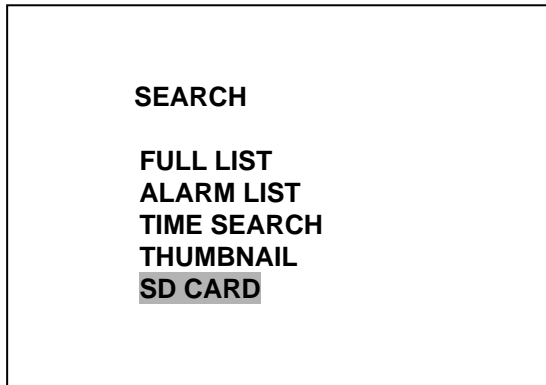 SEARCH
FULL LIST
ALARM LIST
TIME SEARCH
THUMBNAIL
SD CARD